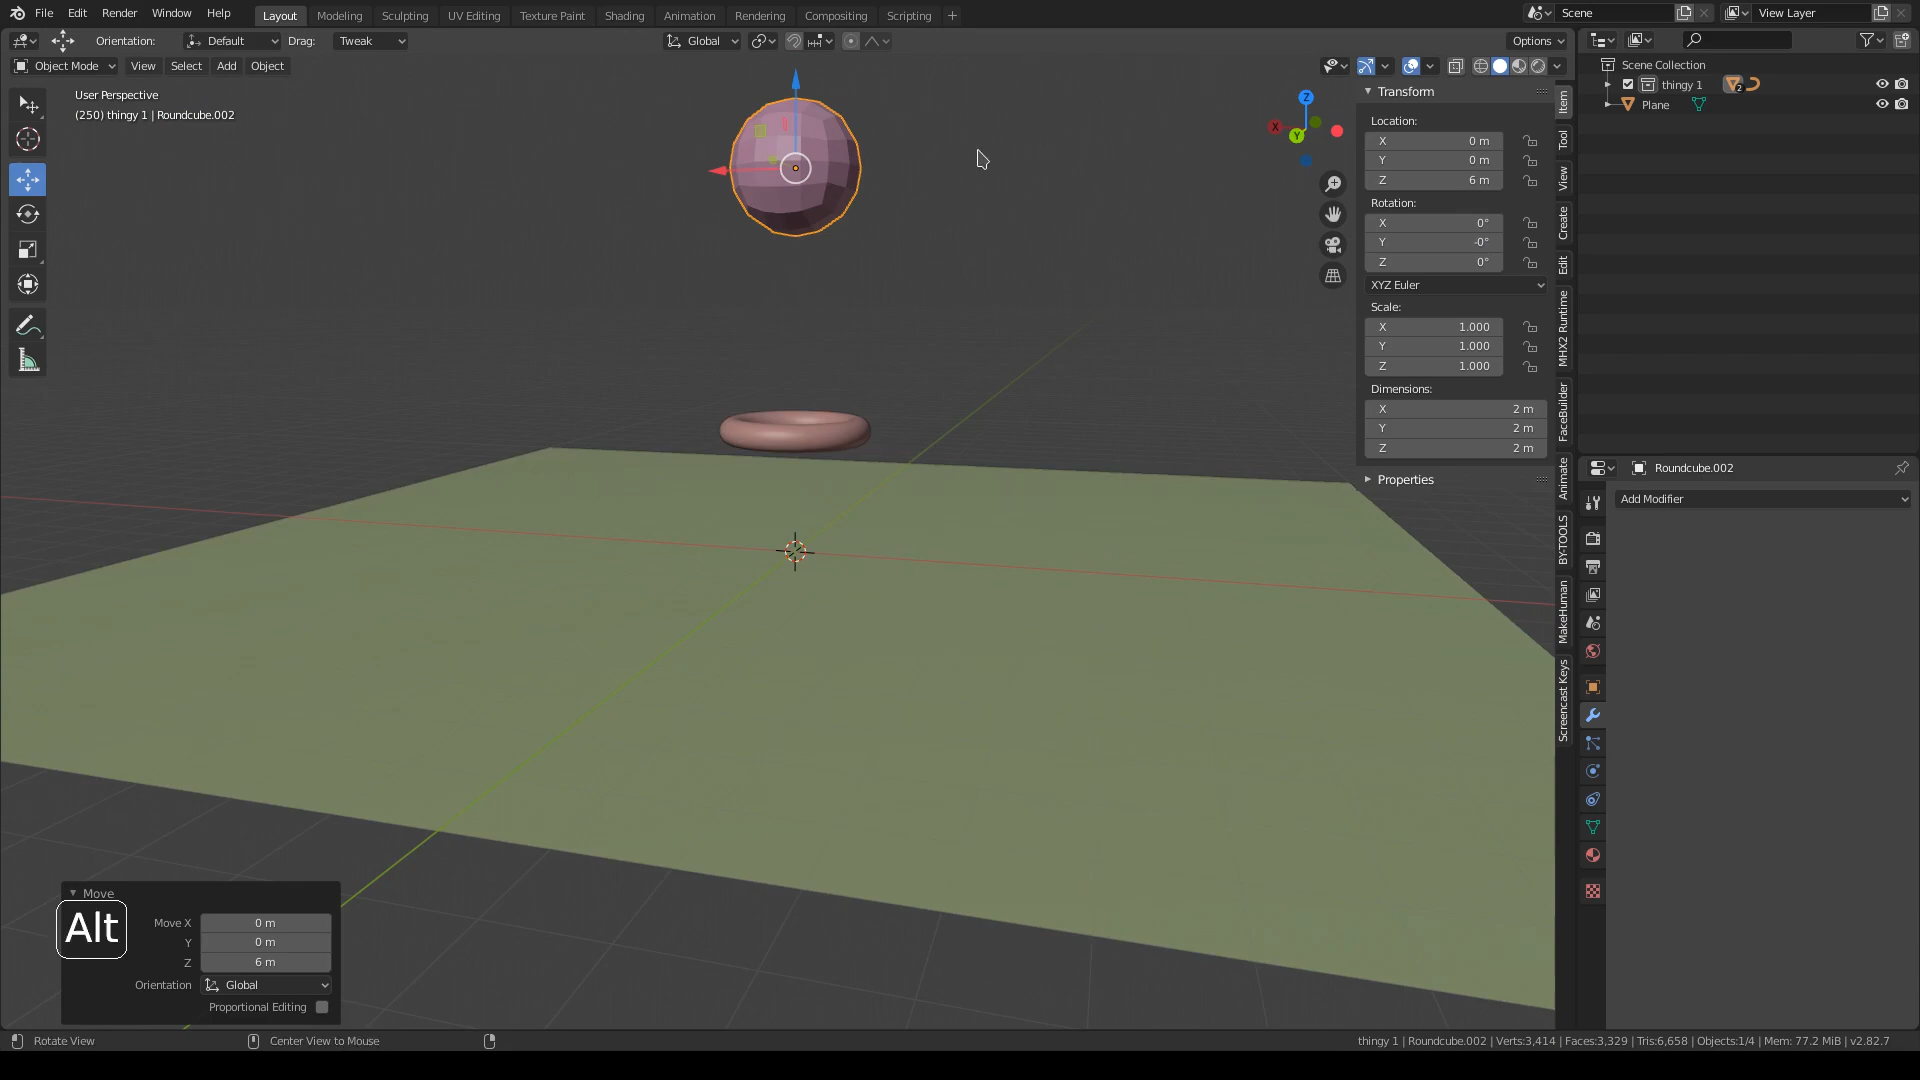 File Edit Render Window Help Layout Modeling Sculpting UV Editing Texture Paint Shading Animation Rendering Compositing Scripting + Scene View Layer
Orientation: Default Drag: Tweak Global Options
Object Mode View Select Add Object
User Perspective
(250) thingy 1 | Roundcube.002
Z
X
Y
Transform
Location:
X 0 m
Y 0 m
Z 6 m
Rotation:
X 0°
Y -0°
Z 0°
XYZ Euler
Scale:
X 1.000
Y 1.000
Z 1.000
Dimensions:
X 2 m
Y 2 m
Z 2 m
Properties
Item
Tool
View
Create
Edit
MHX2 Runtime
FaceBuilder
Animate
BY-TOOLS
MakeHuman
Screencast Keys
Scene Collection
thingy 1 2
Plane
Roundcube.002
Add Modifier
Move
Alt
Move X 0 m
Y 0 m
Z 6 m
Orientation Global
Proportional Editing
Rotate View Center View to Mouse
thingy 1 | Roundcube.002 | Verts:3,414 | Faces:3,329 | Tris:6,658 | Objects:1/4 | Mem: 77.2 MiB | v2.82.7